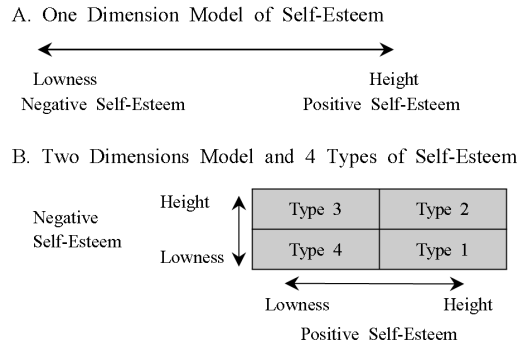 A. One Dimension Model of Self-Esteem
Lowness Height
Negative Self-Esteem Positive Self-Esteem
B. Two Dimensions Model and 4 Types of Self-Esteem
Negative
Self-Esteem
Height
Lowness
Type 3 Type 2
Type 4 Type 1
Lowness Height
Positive Self-Esteem